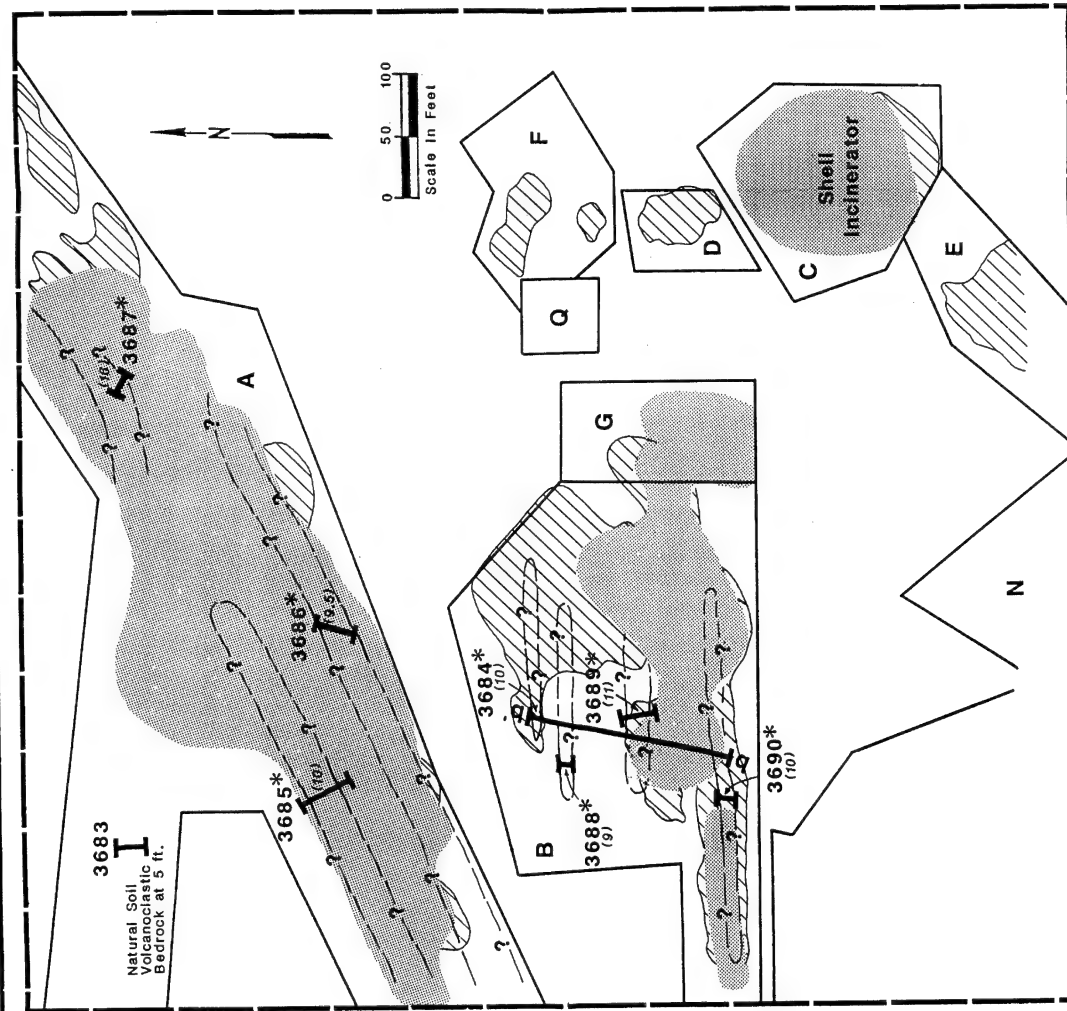 N
0 50. 100
Scale In Feet
3683
Natural Soil
Volcanoclastic
Bedrock at 5 ft.
3687*
(16)
? ? ? ?
A
3686*
(9.5)
3685*
(10)
F
Q
D
Shell
Incinerator
C
E
G
3684*
(10)
3689*
(11)
B
3688*
(9)
3690*
(10)
N